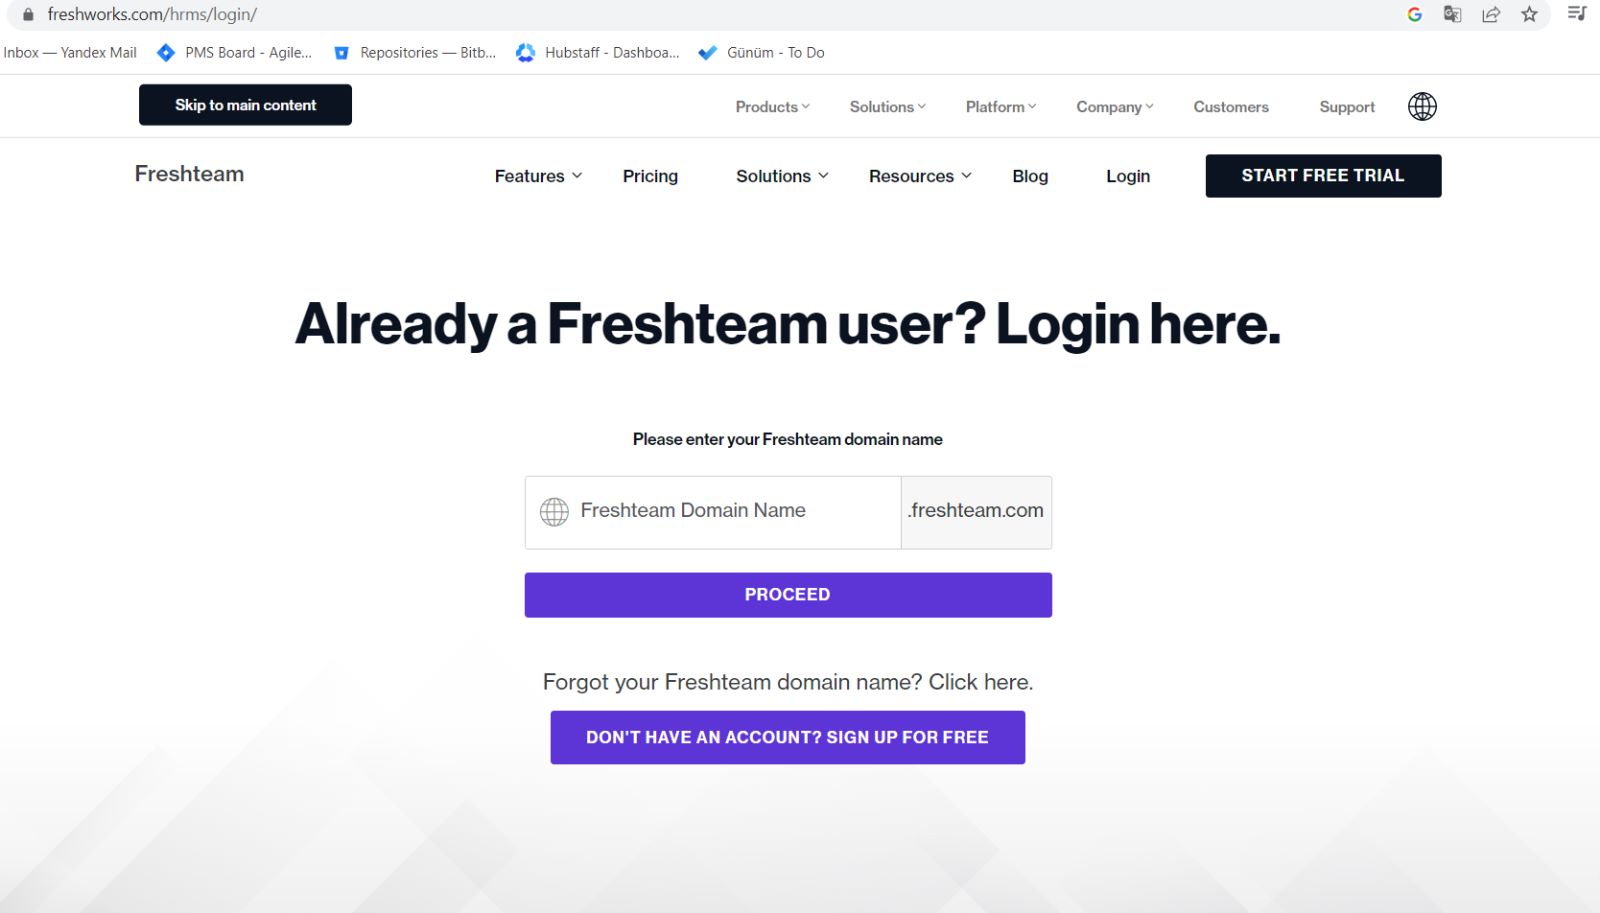 freshworks.com/hrms/login/
Inbox — Yandex Mail PMS Board - Agile... Repositories — Bitb... Hubstaff - Dashboa... Günüm - To Do
Skip to main content Products Solutions Platform Company Customers Support
Freshteam Features Pricing Solutions Resources Blog Login START FREE TRIAL
Already a Freshteam user? Login here.
Please enter your Freshteam domain name
Freshteam Domain Name .freshteam.com
PROCEED
Forgot your Freshteam domain name? Click here.
DON'T HAVE AN ACCOUNT? SIGN UP FOR FREE